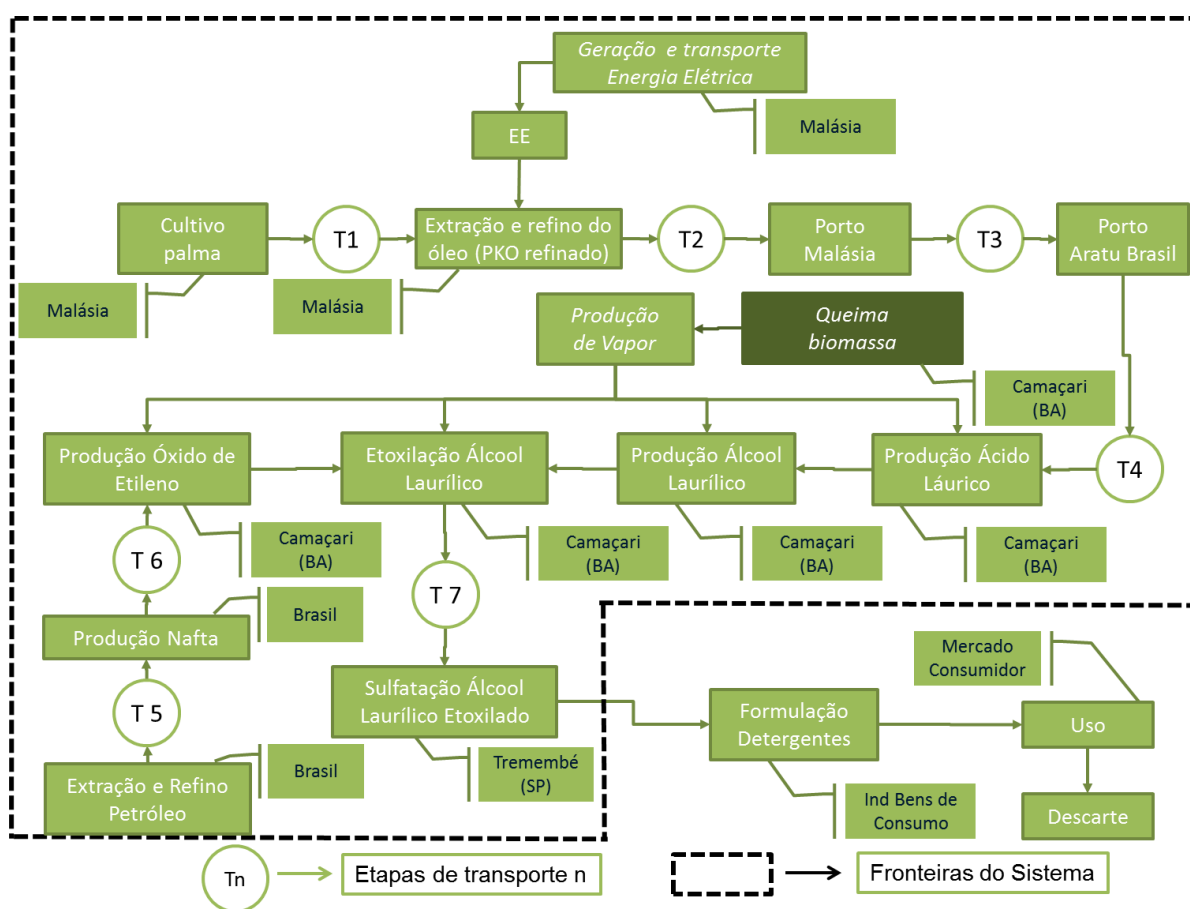 Geração e transporte
Energia Elétrica
Malásia
EE
Cultivo
palma
T1
Extração e refino do
óleo (PKO refinado)
T2
Porto
Malásia
T3
Porto
Aratu Brasil
Malásia
Malásia
Produção
de Vapor
Queima
biomassa
Camaçari
(BA)
Produção Óxido de
Etileno
Etoxilação Álcool
Laurílico
Produção Álcool
Laurílico
Produção Ácido
Láurico
T4
Camaçari
(BA)
Camaçari
(BA)
Camaçari
(BA)
Camaçari
(BA)
T 6
T 7
Brasil
Produção Nafta
Mercado
Consumidor
T 5
Sulfatação Álcool
Laurílico Etoxilado
Formulação
Detergentes
Uso
Brasil
Tremembé
(SP)
Extração e Refino
Petróleo
Ind Bens de
Consumo
Descarte
Tn
Etapas de transporte n
Fronteiras do Sistema